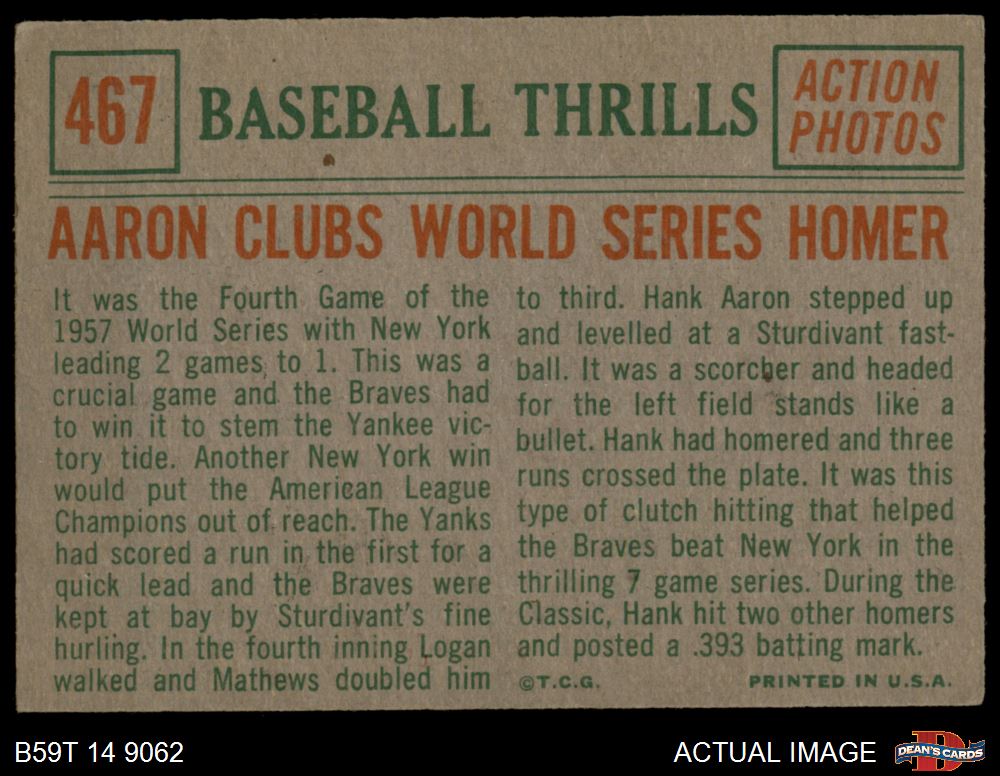 467
BASEBALL THRILLS
ACTION
PHOTOS
AARON CLUBS WORLD SERIES HOMER
It was the Fourth Game of the
1957 World Series with New York
leading 2 games to 1. This was a
crucial game and the Braves had
to win it to stem the Yankee vic-
tory tide. Another New York win
would put the American League
Champions out of reach. The Yanks
had scored a run in the first for a
quick lead and the Braves were
kept at bay by Sturdivant's fine
hurling. In the fourth inning Logan
walked and Mathews doubled him
to third. Hank Aaron stepped up
and levelled at a Sturdivant fast-
ball. It was a scorcher and headed
for the left field stands like a
bullet. Hank had homered and three
runs crossed the plate. It was this
type of clutch hitting that helped
the Braves beat New York in the
thrilling 7 game series. During the
Classic, Hank hit two other homers
and posted a .393 batting mark.
©T.C.G.
PRINTED IN U.S.A.
B59T 14 9062
ACTUAL IMAGE
D
DEAN'S CARDS